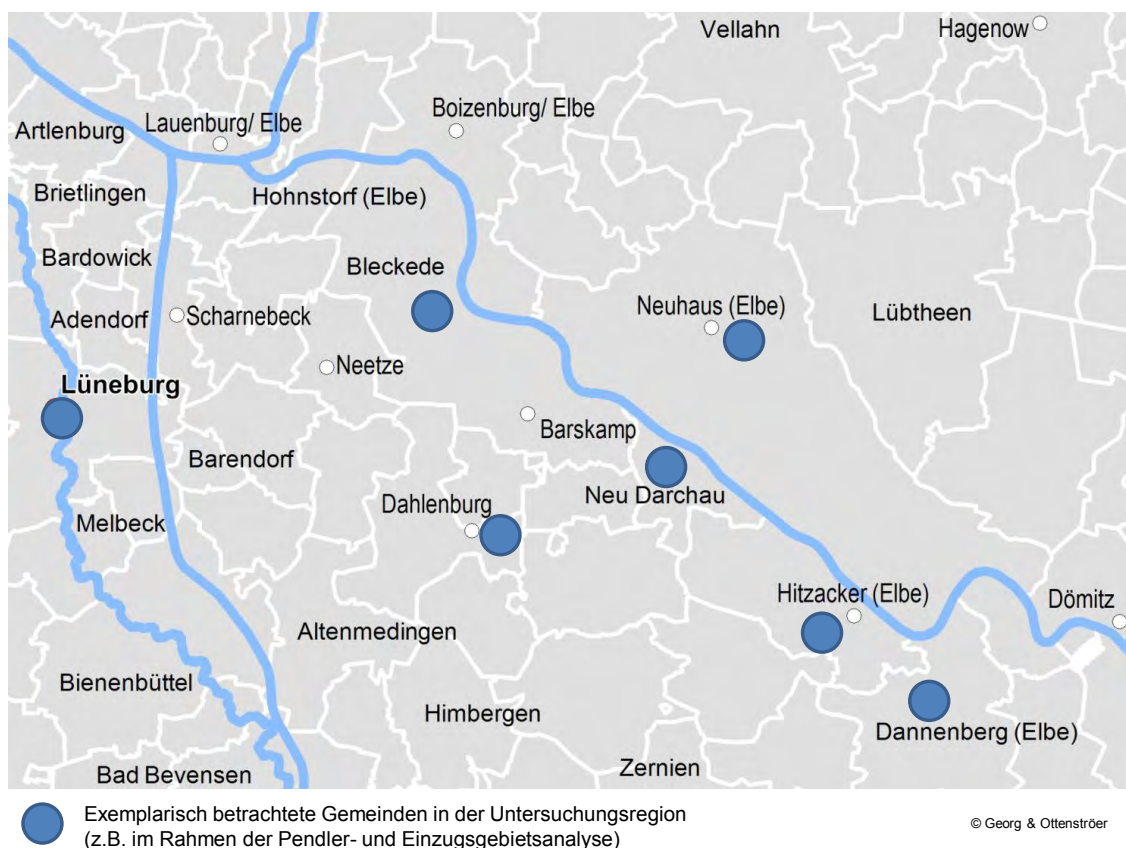 Vellahn
Hagenow
Artlenburg
Lauenburg/ Elbe
Boizenburg/ Elbe
Brietlingen
Hohnstorf (Elbe)
Bardowick
Bleckede
Adendorf
Scharnebeck
Neuhaus (Elbe)
Lübtheen
Neetze
Lüneburg
Barskamp
Barendorf
Neu Darchau
Dahlenburg
Melbeck
Hitzacker (Elbe)
Dömitz
Altenmedingen
Bienenbüttel
Himbergen
Dannenberg (Elbe)
Zernien
Bad Bevensen
Exemplarisch betrachtete Gemeinden in der Untersuchungsregion
(z.B. im Rahmen der Pendler- und Einzugsgebietsanalyse)
© Georg & Ottenströer